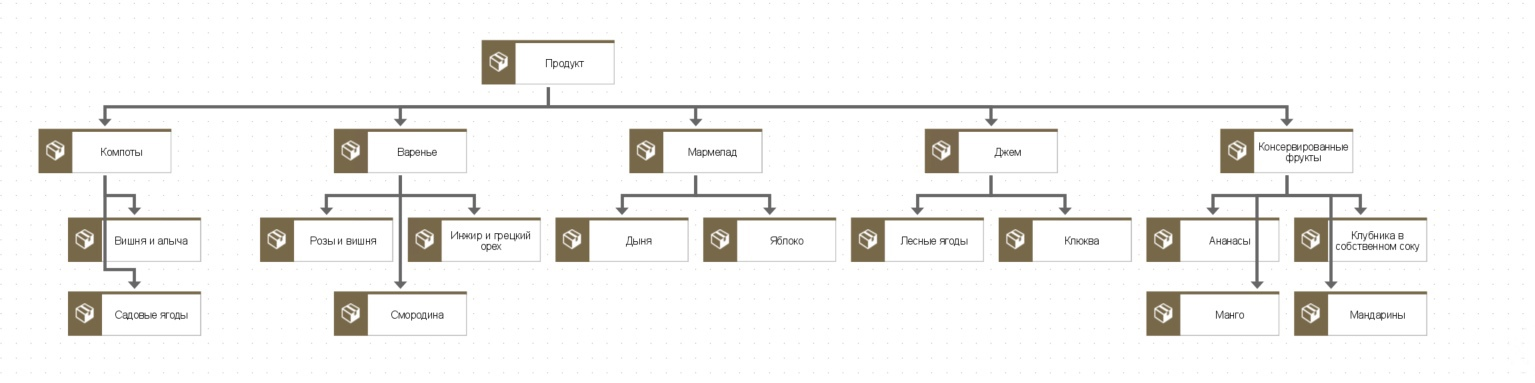 Продукт
Компоты
Варенье
Мармелад
Джем
Консервированные
фрукты
Вишня и алыча
Розы и вишня
Инжир и грецкий
орех
Дыня
Яблоко
Лесные ягоды
Клюква
Ананасы
Клубника в
собственном соку
Садовые ягоды
Смородина
Манго
Мандарины